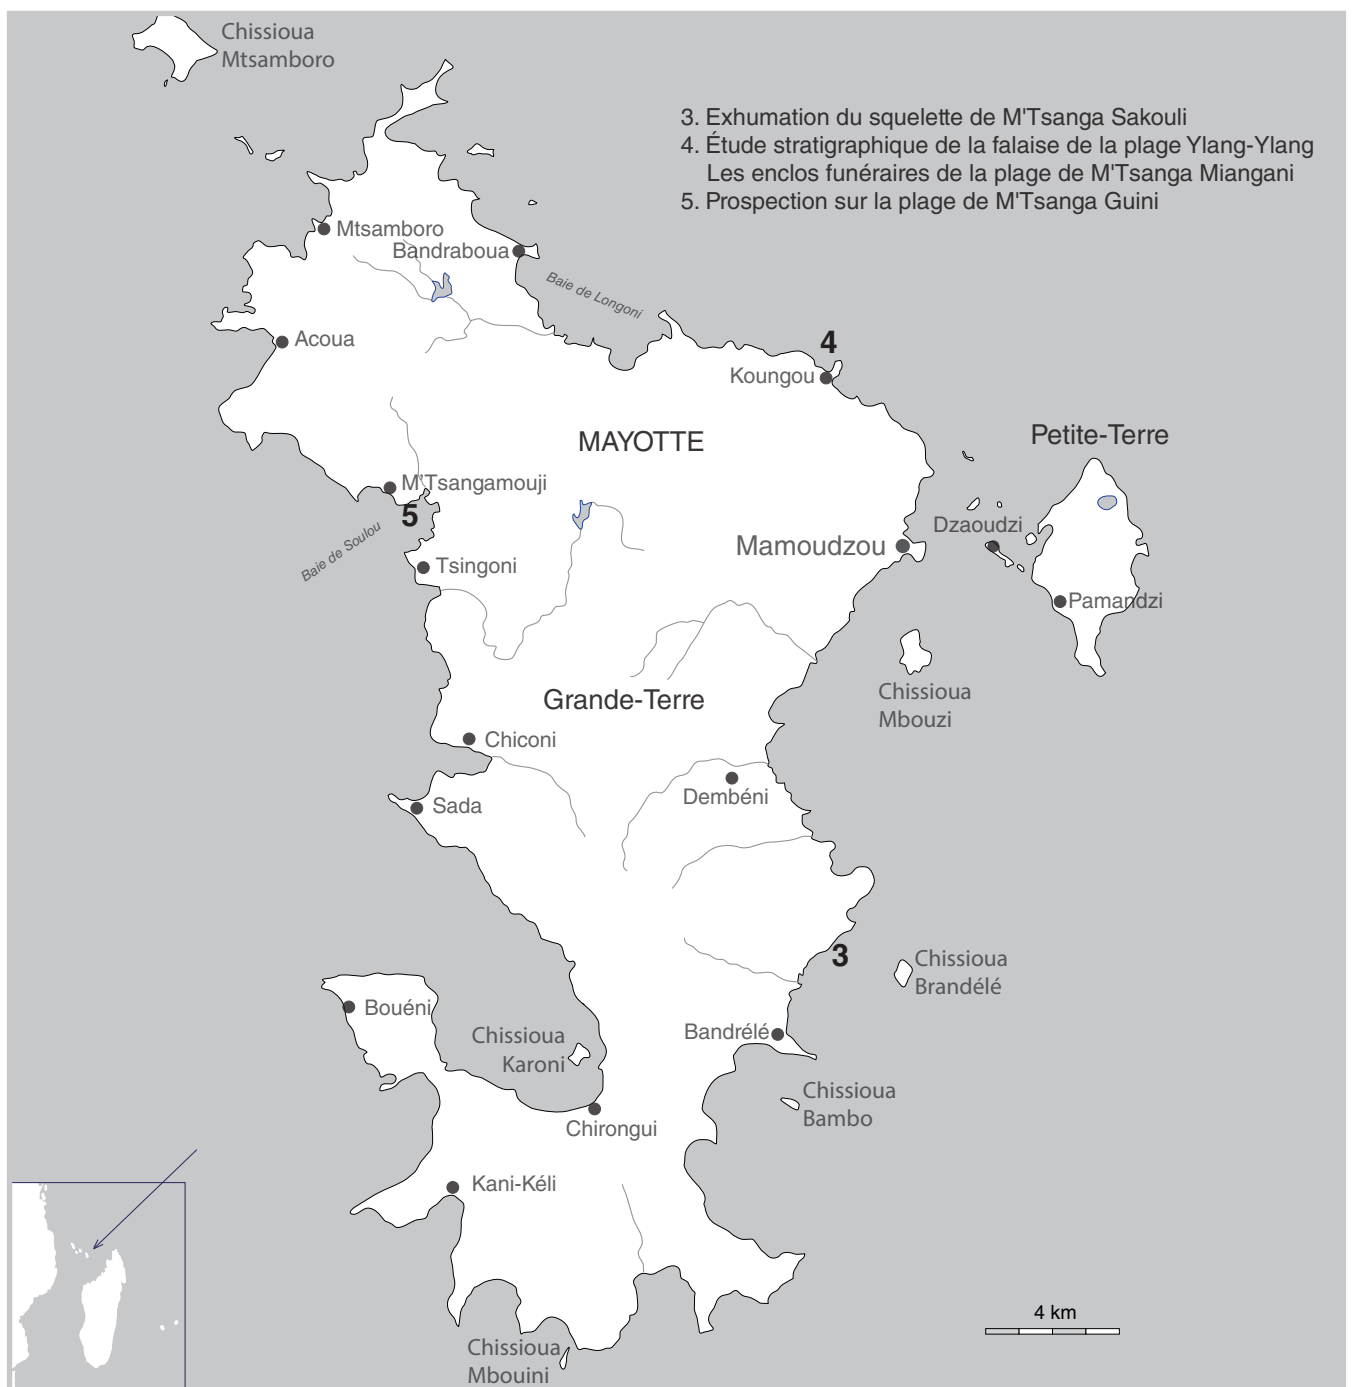 Chissioua
Mtsamboro
3. Exhumation du squelette de M'Tsanga Sakouli
4. Étude stratigraphique de la falaise de la plage Ylang-Ylang
Les enclos funéraires de la plage de M'Tsanga Miangani
5. Prospection sur la plage de M'Tsanga Guini
Mtsamboro
Bandraboua
Baie de Longoni
Acoua
4
Koungou
MAYOTTE
Petite-Terre
M'Tsangamouji
5
Baie de Soulou
Dzaoudzi
Mamoudzou
Tsingoni
Pamandzi
Chissioua
Mbouzi
Grande-Terre
Chiconi
Dembéni
Sada
3
Chissioua
Brandélé
Bouéni
Chissioua
Karoni
Bandrélé
Chissioua
Bambo
Chirongui
Kani-Kéli
4 km
Chissioua
Mbouini